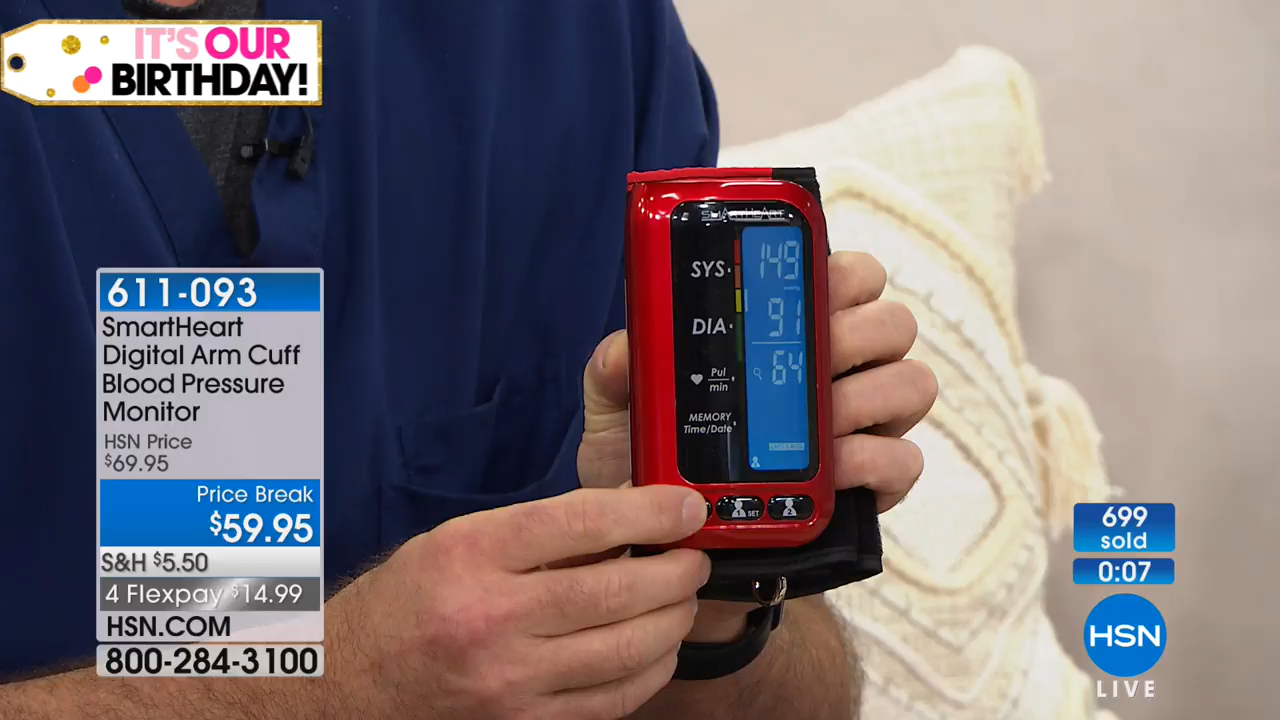 IT'S OUR
BIRTHDAY!
611-093
SmartHeart
Digital Arm Cuff
Blood Pressure
Monitor
HSN Price
$69.95
Price Break
$59.95
S&H $5.50
4 Flexpay $14.99
HSN.COM
800-284-3100
SMARTHEART
SYS
149
DIA
91
Pul
min
64
MEMORY
Time/Date
1 SET
2
699
sold
0:07
HSN
LIVE